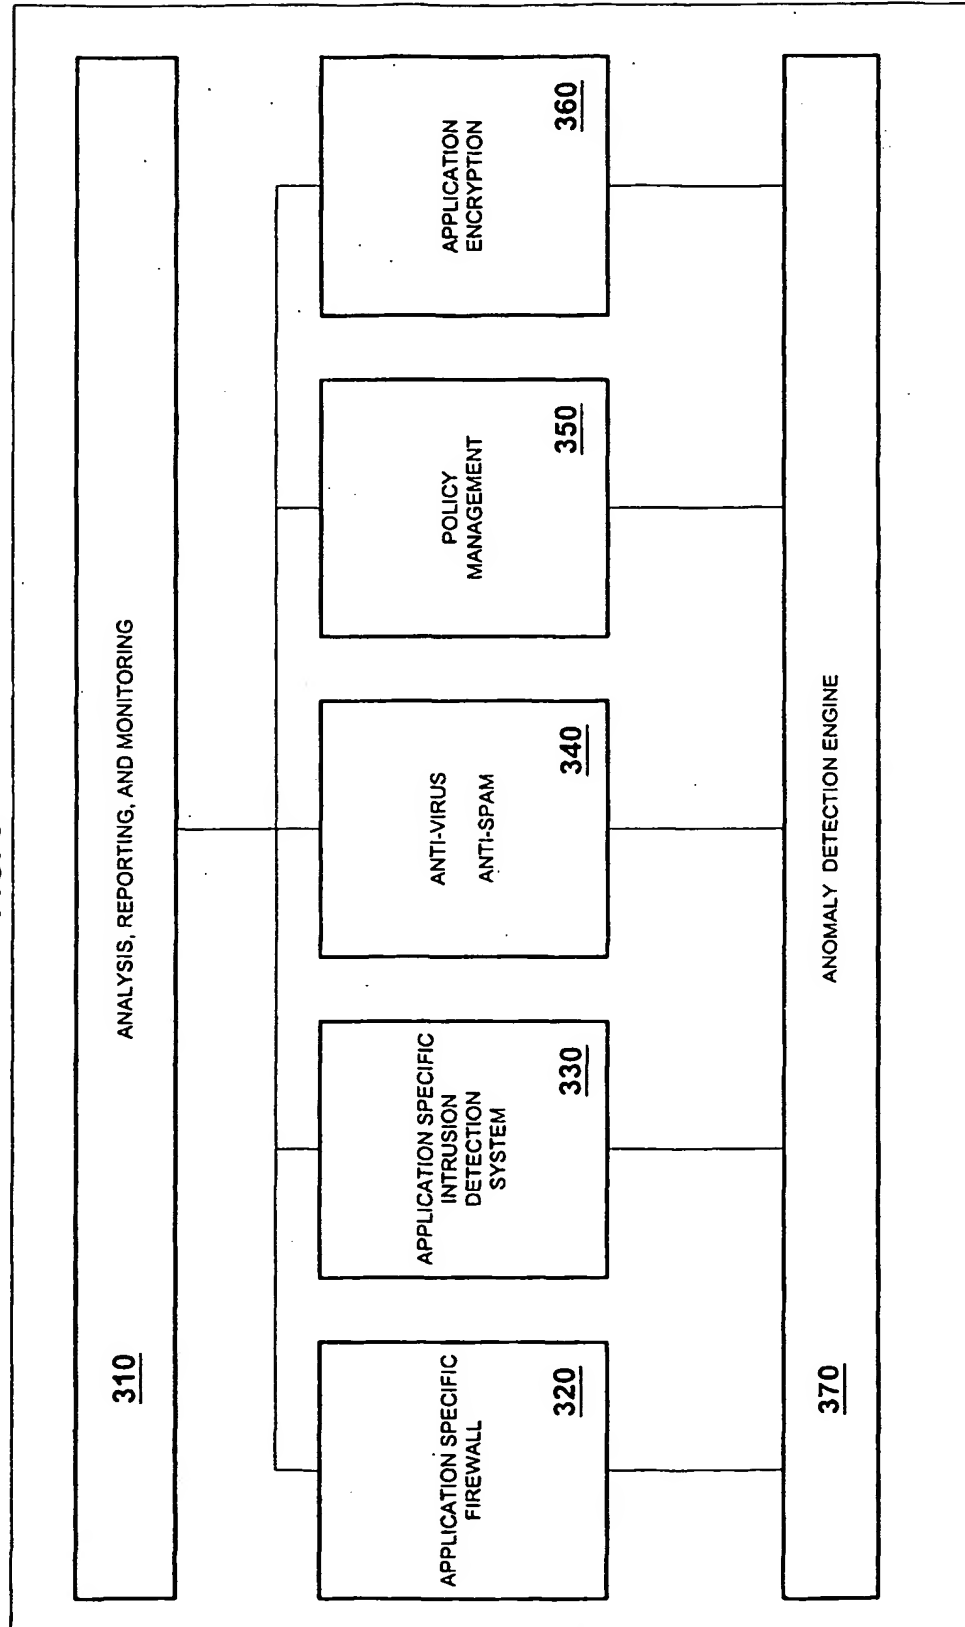 ANALYSIS, REPORTING, AND MONITORING
310
APPLICATION SPECIFIC
FIREWALL
320
APPLICATION SPECIFIC
INTRUSION
DETECTION
SYSTEM
330
ANTI-VIRUS
ANTI-SPAM
340
POLICY
MANAGEMENT
350
APPLICATION
ENCRYPTION
360
ANOMALY DETECTION ENGINE
370